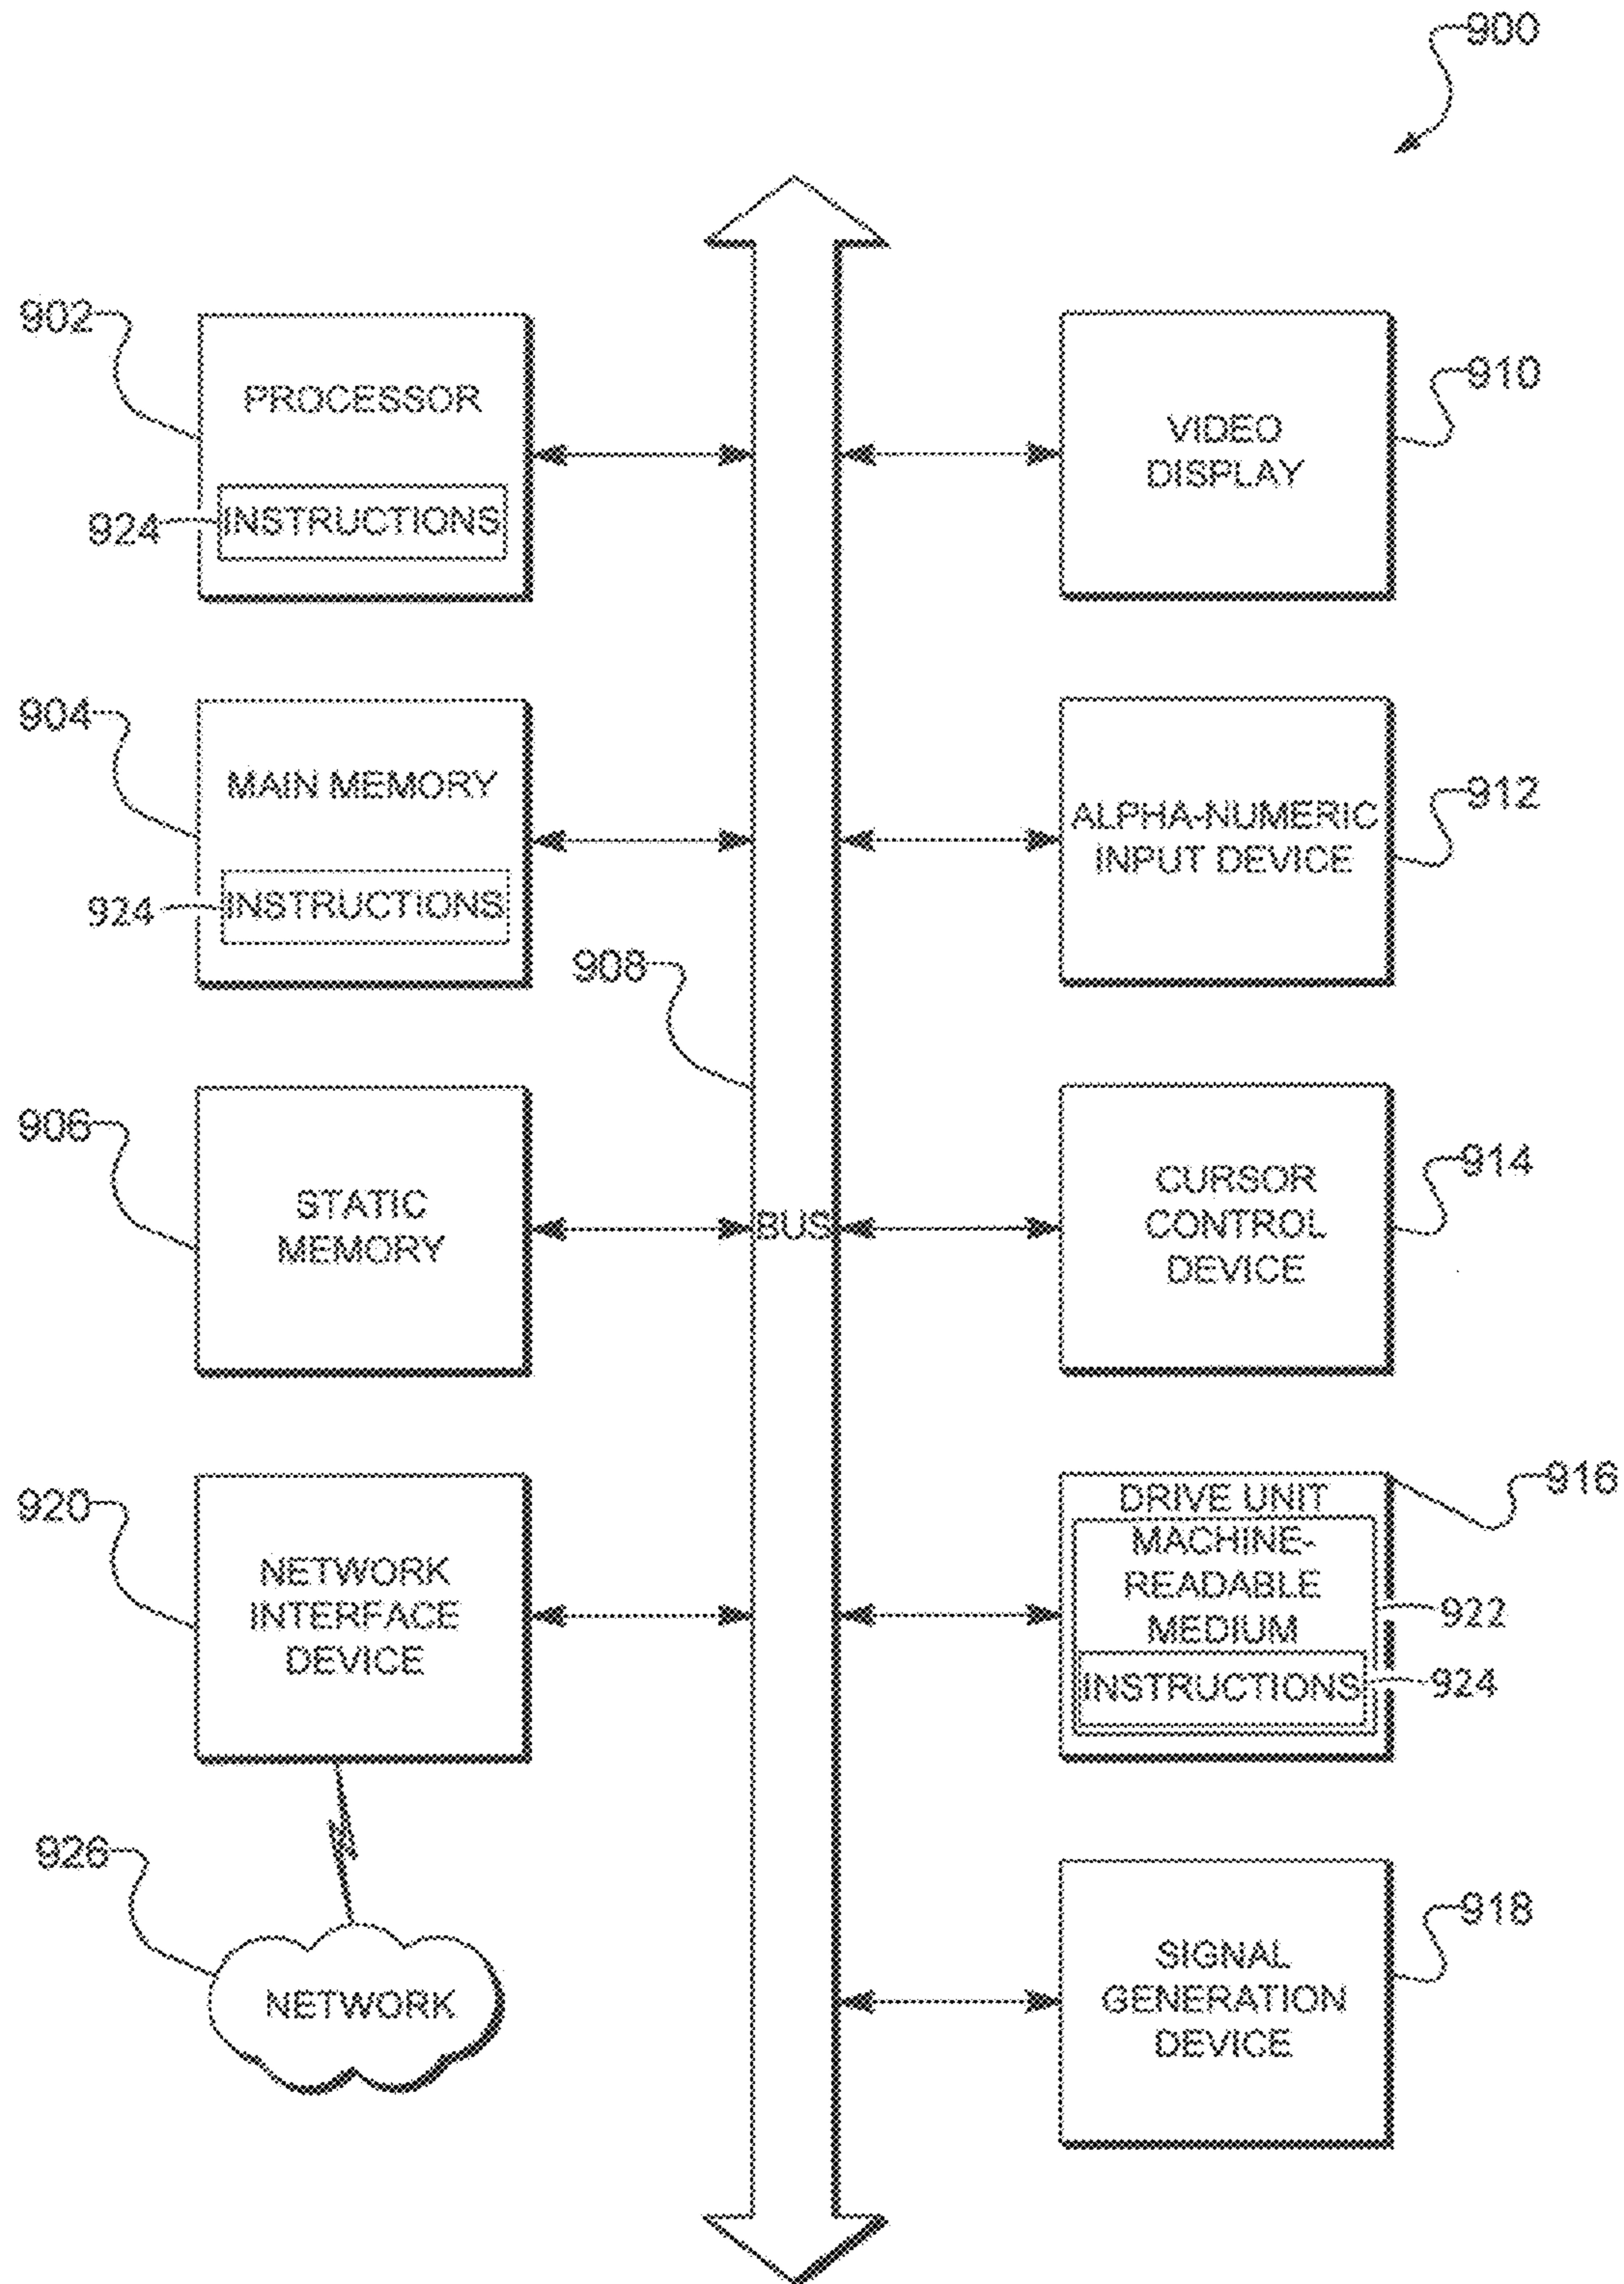 900
902
PROCESSOR
924
INSTRUCTIONS
910
VIDEO
DISPLAY
904
MAIN MEMORY
924
INSTRUCTIONS
912
ALPHA-NUMERIC
INPUT DEVICE
908
BUS
906
STATIC
MEMORY
914
CURSOR
CONTROL
DEVICE
920
NETWORK
INTERFACE
DEVICE
916
DRIVE UNIT
MACHINE-
READABLE
MEDIUM
922
INSTRUCTIONS
924
926
NETWORK
918
SIGNAL
GENERATION
DEVICE